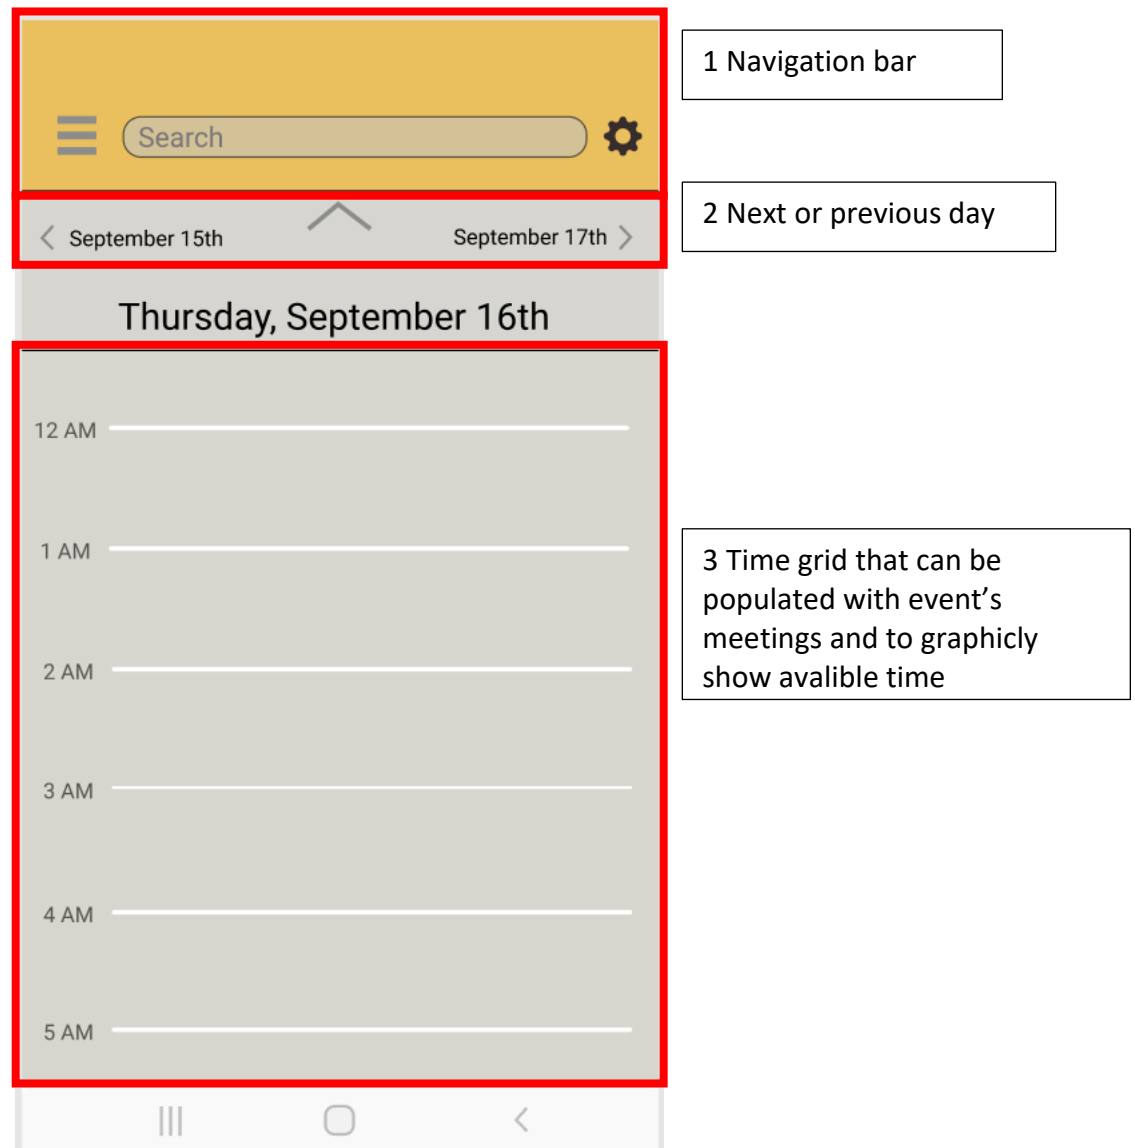 1 Navigation bar
Search
2 Next or previous day
September 15th
September 17th
Thursday, September 16th
12 AM
1 AM
2 AM
3 AM
4 AM
5 AM
3 Time grid that can be
populated with event’s
meetings and to graphicly
show avalible time